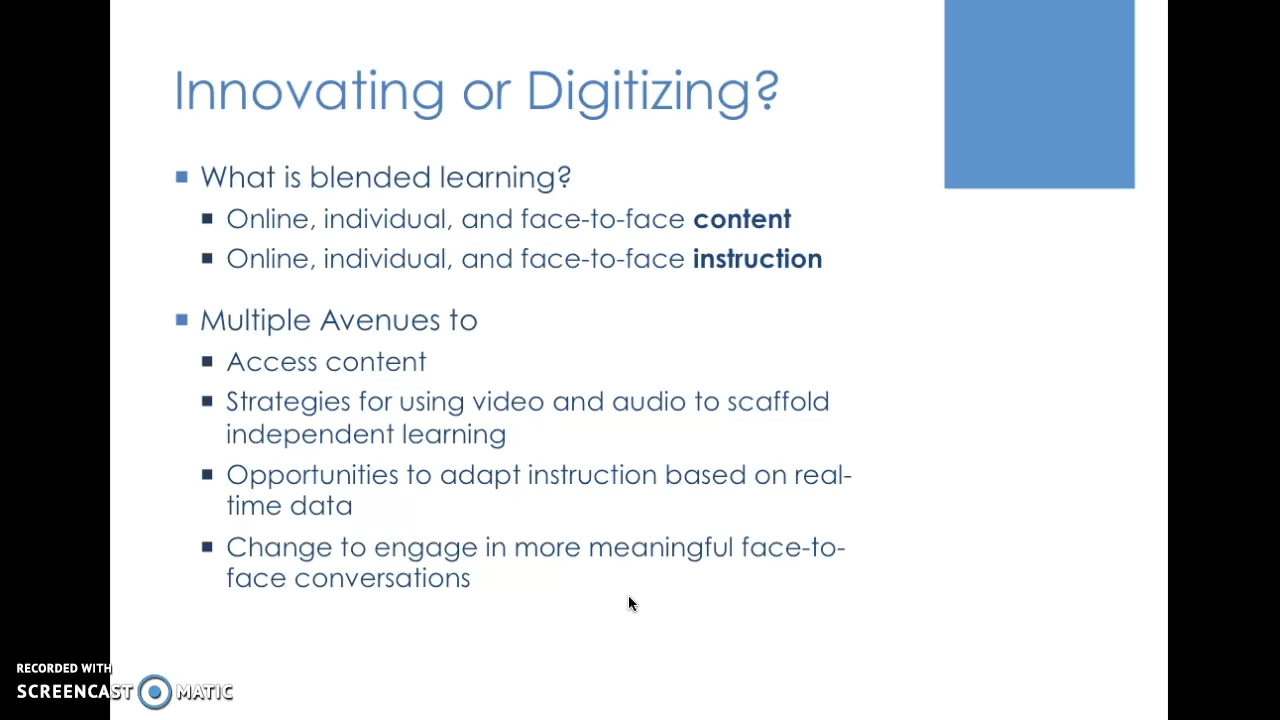 Innovating or Digitizing?
What is blended learning?
Online, individual, and face-to-face content
Online, individual, and face-to-face instruction
Multiple Avenues to
Access content
Strategies for using video and audio to scaffold
independent learning
Opportunities to adapt instruction based on real-
time data
Change to engage in more meaningful face-to-
face conversations
RECORDED WITH
SCREENCAST MATIC